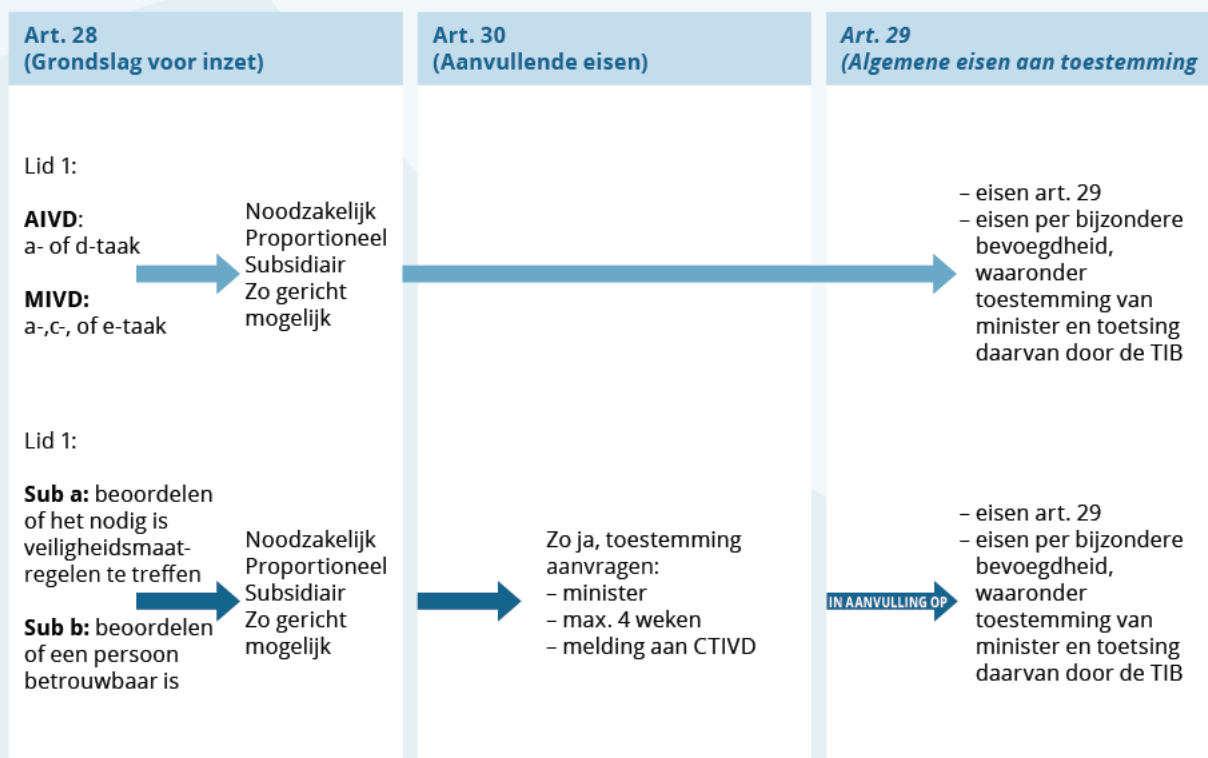 Art. 28
(Grondslag voor inzet)
Art. 30
(Aanvullende eisen)
Art. 29
(Algemene eisen aan toestemming
Lid 1:
AIVD:
a- of d-taak
MIVD:
a-,c-, of e-taak
Noodzakelijk
Proportioneel
Subsidiair
Zo gericht
mogelijk
– eisen art. 29
– eisen per bijzondere
bevoegdheid,
waaronder
toestemming van
minister en toetsing
daarvan door de TIB
Lid 1:
Sub a: beoordelen
of het nodig is
veiligheidsmaat-
regelen te treffen
Sub b: beoordelen
of een persoon
betrouwbaar is
Noodzakelijk
Proportioneel
Subsidiair
Zo gericht
mogelijk
Zo ja, toestemming
aanvragen:
– minister
– max. 4 weken
– melding aan CTIVD
IN AANVULLING OP
– eisen art. 29
– eisen per bijzondere
bevoegdheid,
waaronder
toestemming van
minister en toetsing
daarvan door de TIB